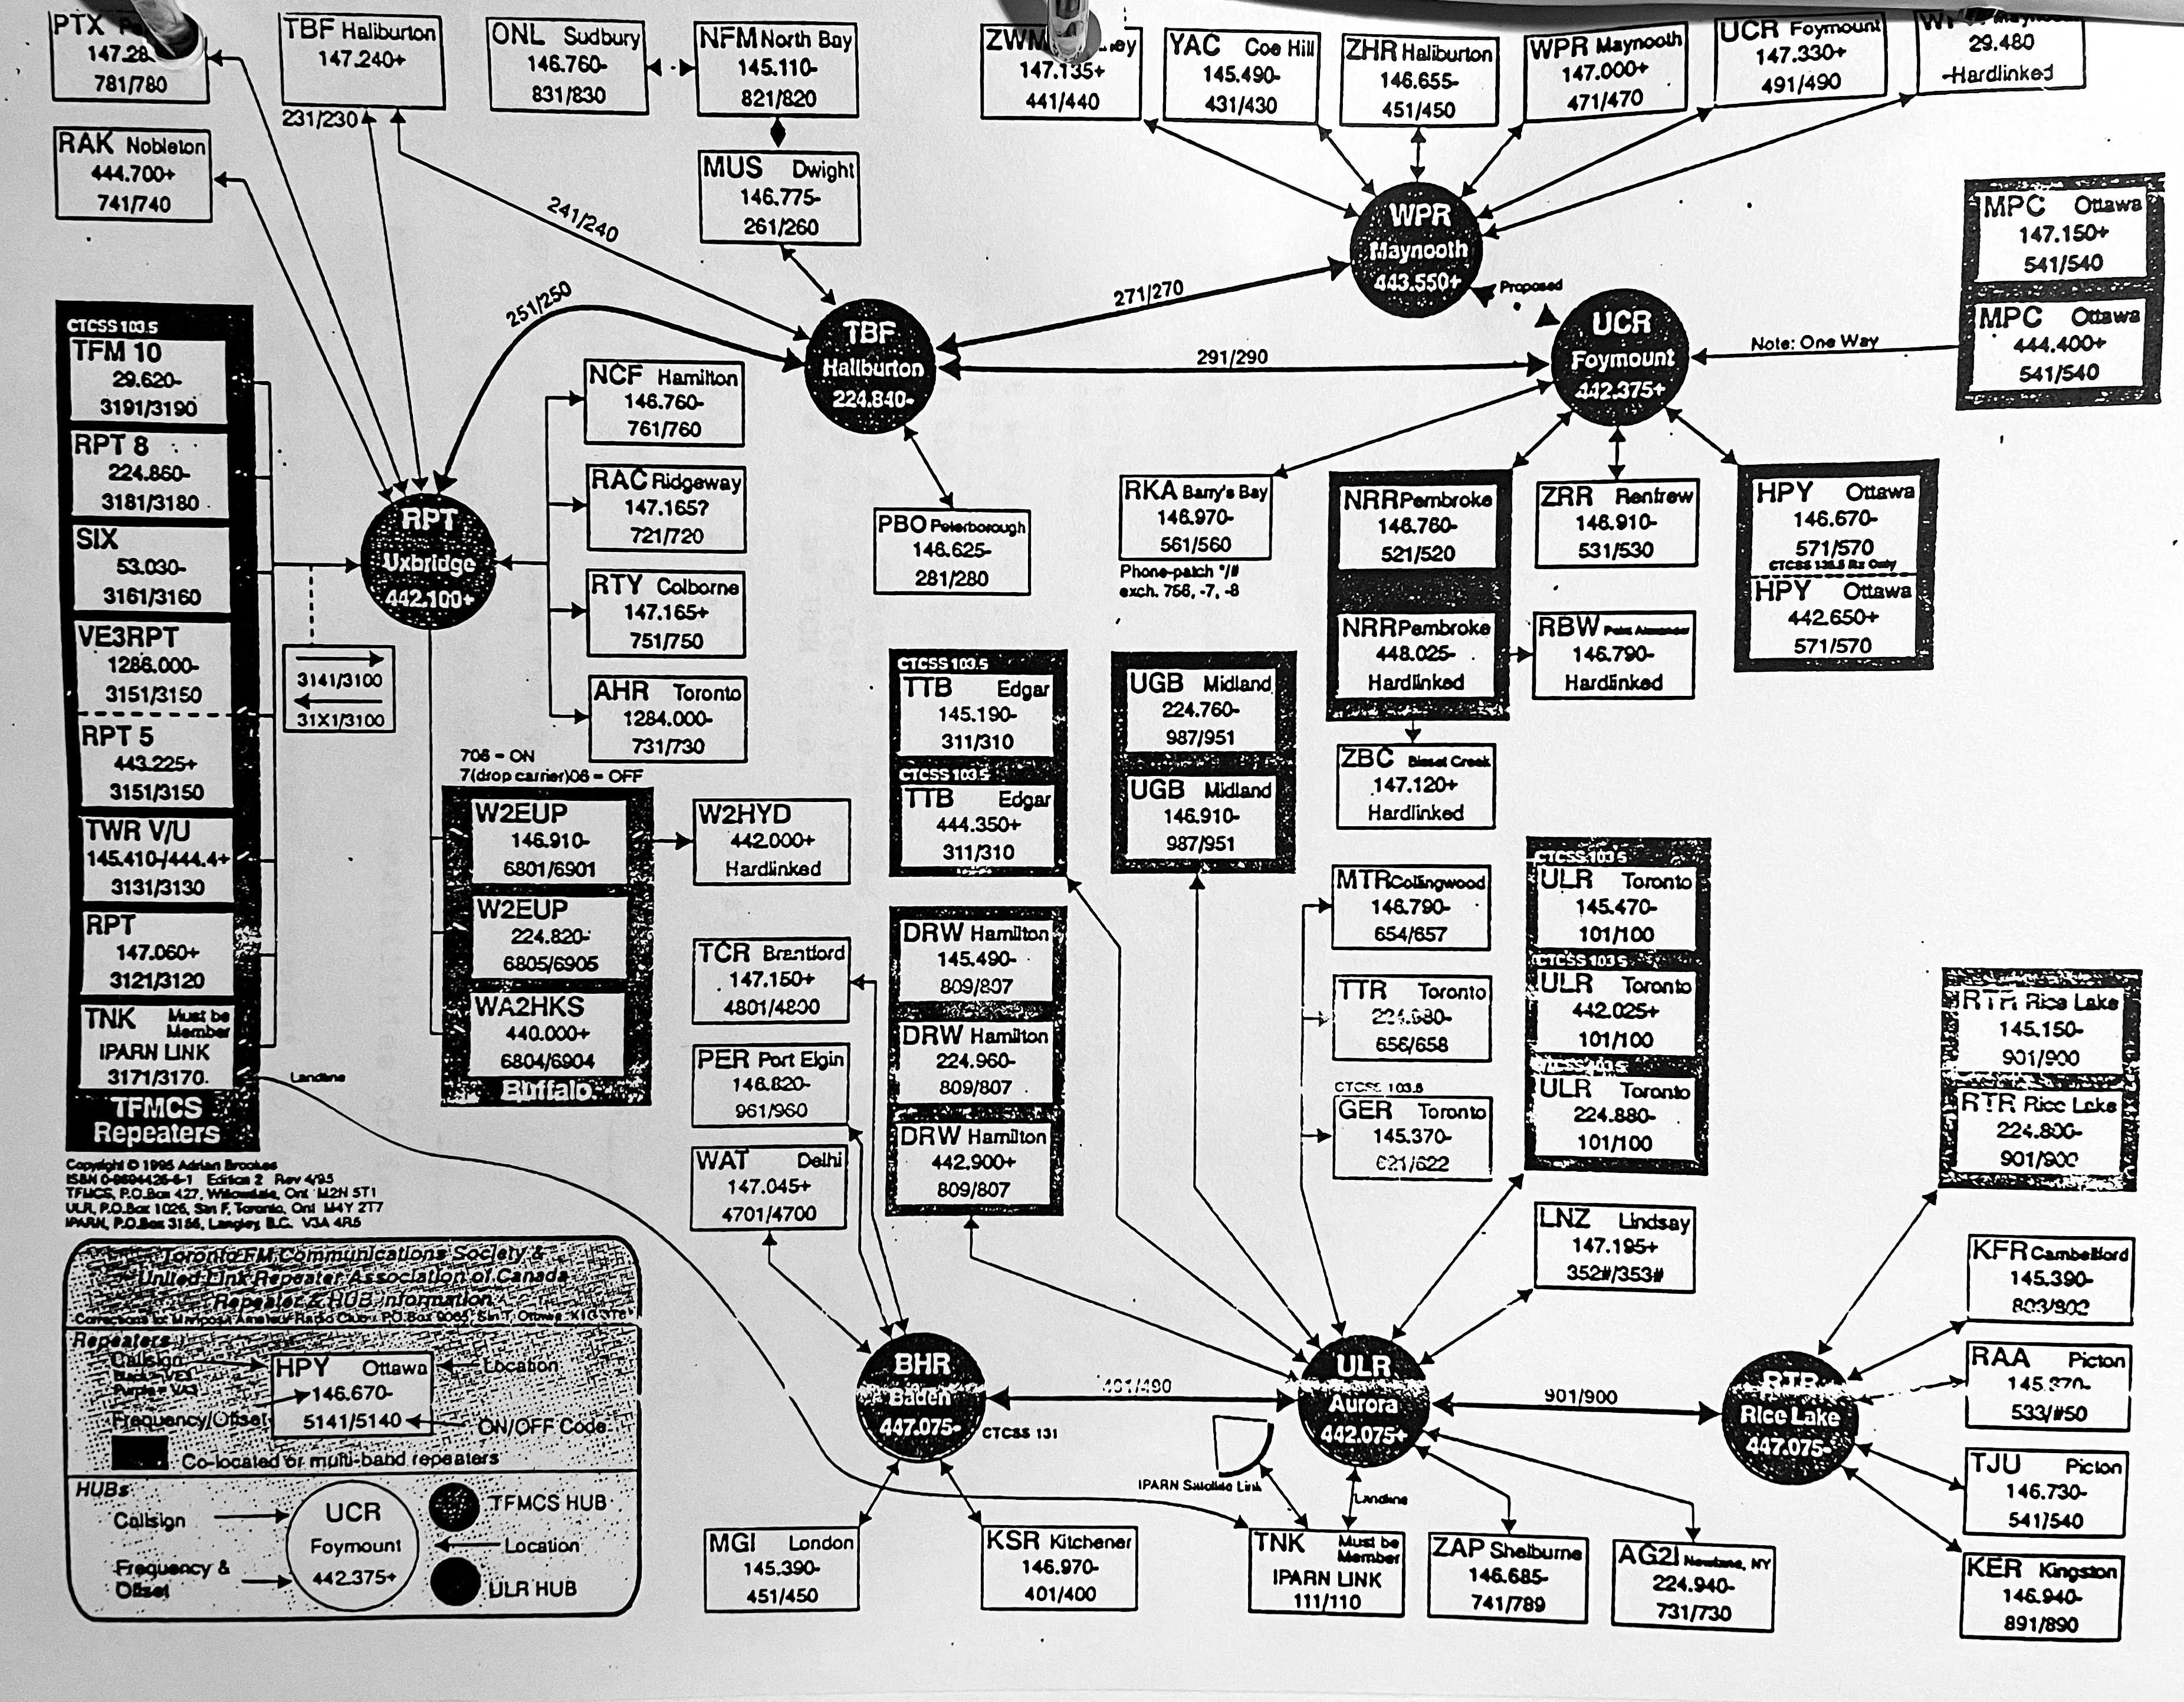 PTX
147.28
781/780
TBF Haliburton
147.240+
231/230
ONL Sudbury
146.760-
831/830
NFM North Bay
145.110-
821/820
ZWM
147.135+
441/440
YAC Coe Hill
145.490-
431/430
ZHR Haliburton
146.655-
451/450
WPR Maynooth
147.000+
471/470
UCR Foymount
147.330+
491/490
29.480
-Hardlinked
RAK Nobleton
444.700+
741/740
MUS Dwight
146.775-
261/260
241/240
251/250
271/270
291/290
WPR
Maynooth
443.550+
Proposed
MPC Ottawa
147.150+
541/540
MPC Ottawa
444.400+
541/540
Note: One Way
TBF
Haliburton
224.840-
UCR
Foymount
442.375+
CTCSS 103.5
TFM 10
29.620-
3191/3190
RPT 8
224.860-
3181/3180
SIX
53.030-
3161/3160
VE3RPT
1286.000-
3151/3150
RPT 5
443.225+
3151/3150
TWR V/U
145.410-/444.4+
3131/3130
RPT
147.060+
3121/3120
TNK Must be
Member
IPARN LINK
3171/3170.
TFMCS
Repeaters
Landline
RPT
Uxbridge
442.100+
3141/3100
31X1/3100
NCF Hamilton
146.760-
761/760
RAC Ridgeway
147.165?
721/720
RTY Colborne
147.165+
751/750
AHR Toronto
1284.000-
731/730
PBO Peterborough
146.625-
281/280
RKA Barry's Bay
146.970-
561/560
Phone-patch */#
exch. 756, -7, -8
NRR Pembroke
146.760-
521/520
NRR Pembroke
448.025-
Hardlinked
ZRR Renfrew
146.910-
531/530
RBW Point Alexander
146.790-
Hardlinked
HPY Ottawa
146.670-
571/570
CTCSS 136.5 Rx Only
HPY Ottawa
442.650+
571/570
ZBC Bisset Creek
147.120+
Hardlinked
706 = ON
7(drop carrier)06 = OFF
W2EUP
146.910-
6801/6901
W2EUP
224.820-
6805/6905
WA2HKS
440.000+
6804/6904
Buffalo
W2HYD
442.000+
Hardlinked
CTCSS 103.5
TTB Edgar
145.190-
311/310
CTCSS 103.5
TTB Edgar
444.350+
311/310
UGB Midland
224.760-
987/951
UGB Midland
146.910-
987/951
TCR Brantford
147.150+
4801/4800
PER Port Elgin
146.820-
961/960
WAT Delhi
147.045+
4701/4700
DRW Hamilton
145.490-
809/807
DRW Hamilton
224.960-
809/807
DRW Hamilton
442.900+
809/807
MTR Collingwood
146.790-
654/657
TTR Toronto
656/658
CTCSS 103.5
GER Toronto
145.370-
621/622
CTCSS 103.5
ULR Toronto
145.470-
101/100
CTCSS 103.5
ULR Toronto
442.025+
101/100
CTCSS 103.5
ULR Toronto
224.880-
101/100
RTR Rice Lake
145.150-
901/900
RTR Rice Lake
224.800-
901/900
LNZ Lindsay
147.195+
352#/353#
KFR Cambellford
145.390-
803/802
RAA Picton
145.370-
533/#50
TJU Picton
146.730-
541/540
KER Kingston
146.940-
891/890
BHR
Baden
447.075-
CTCSS 131
ULR
Aurora
442.075+
901/900
RTR
Rice Lake
447.075-
IPARN Satellite Link
Landline
MGI London
145.390-
451/450
KSR Kitchener
146.970-
401/400
TNK Must be
Member
IPARN LINK
111/110
ZAP Shelburne
146.685-
741/789
AG2I Newfane, NY
224.940-
731/730
Copyright © 1995 Adrian Brookes
Edition 2 Rev 4/95
TFMCS, P.O.Box 427, Willowdale, Ont M2N 5T1
ULR, P.O.Box 1026, Stn F, Toronto, Ont M4Y 2T7
IPARN, P.O.Box 3156, Langley, B.C. V3A 4R5
Toronto FM Communications Society &
United Link Repeater Association of Canada
Repeater & HUB Information
Corrections to: Mariposa Amateur Radio Club
Repeaters
Callsign
Black = VE3
Purple = VA3
Frequency/Offset
HPY Ottawa
146.670-
5141/5140
Location
ON/OFF Code
Co-located or multi-band repeaters
HUBs
Callsign
Frequency &
Offset
UCR
Foymount
442.375+
TFMCS HUB
Location
ULR HUB